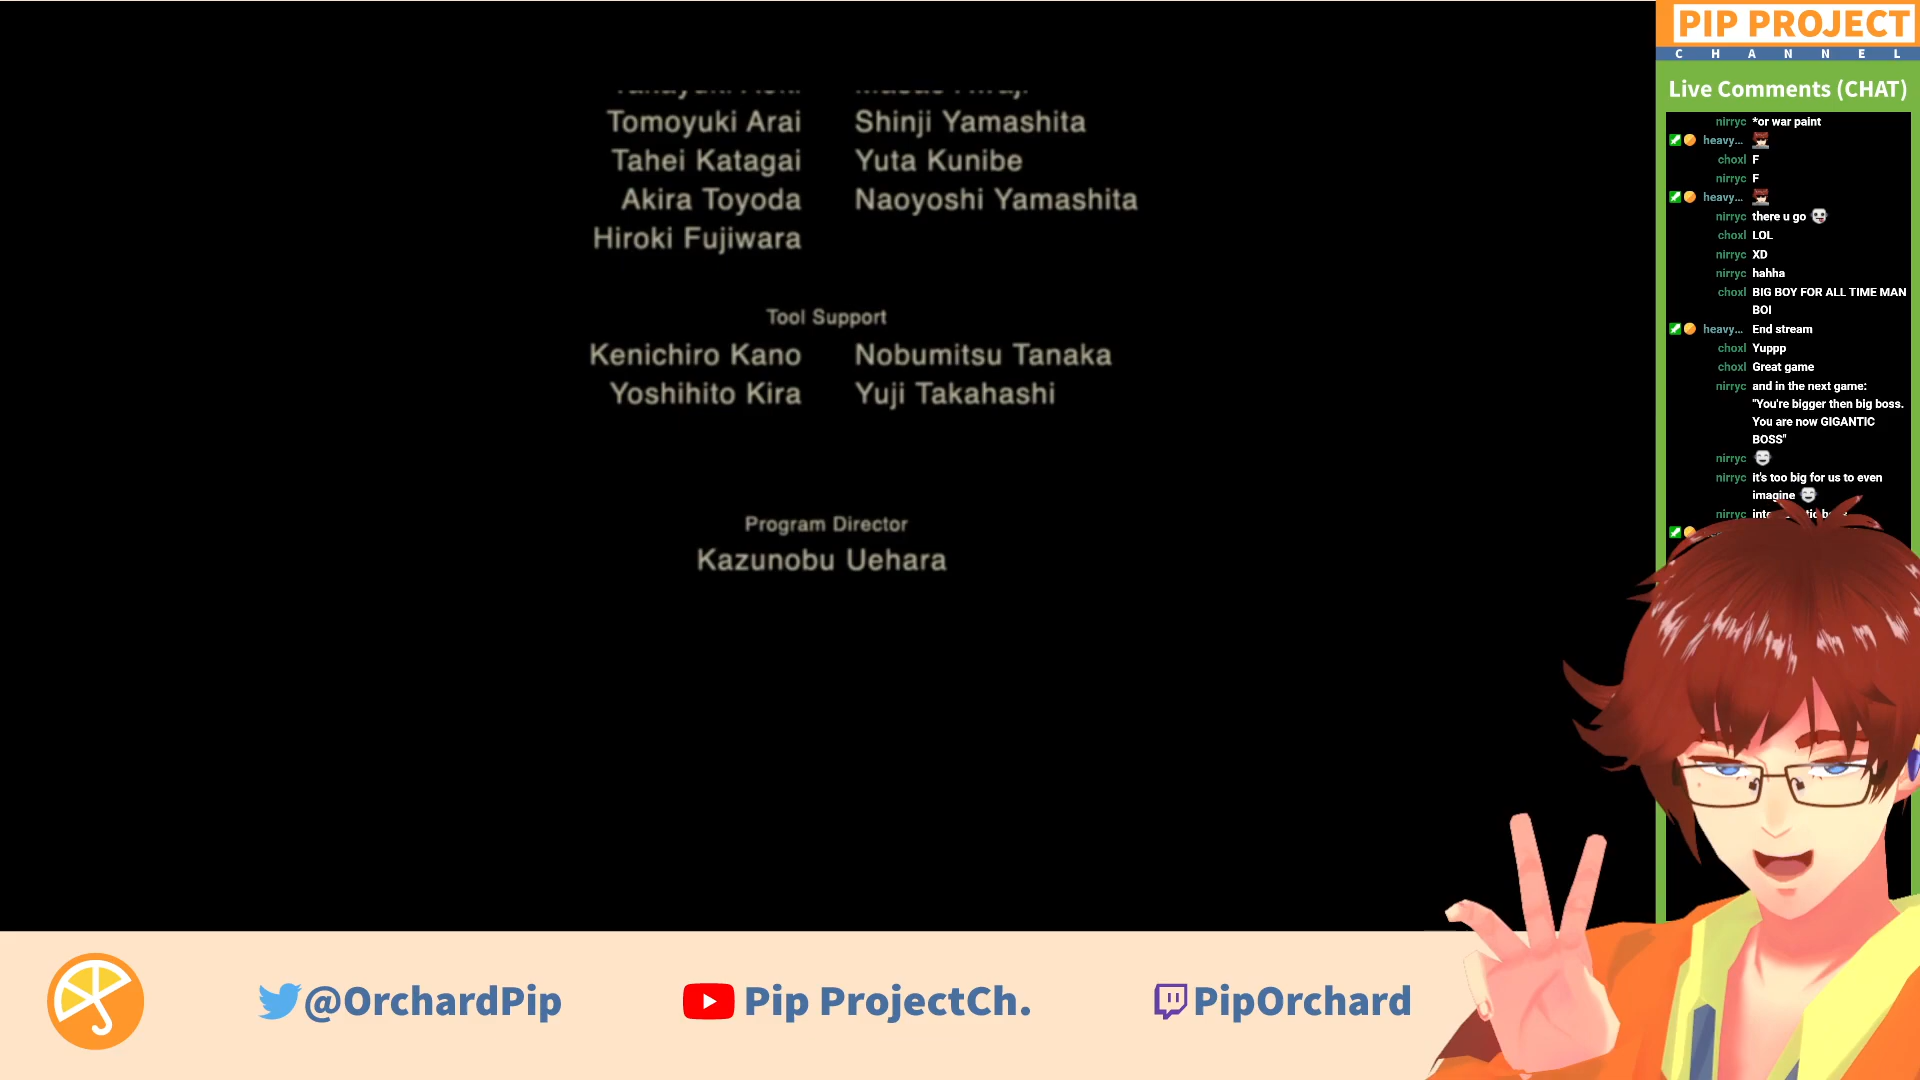 Tomoyuki Arai Shinji Yamashita
Tahei Katagai Yuta Kunibe
Akira Toyoda Naoyoshi Yamashita
Hiroki Fujiwara
Tool Support
Kenichiro Kano Nobumitsu Tanaka
Yoshihito Kira Yuji Takahashi
Program Director
Kazunobu Uehara
PIP PROJECT
CHANNEL
Live Comments (CHAT)
nirryc *or war paint
heavy...
choxl F
nirryc F
heavy...
nirryc there u go
choxl LOL
nirryc XD
nirryc hahha
choxl BIG BOY FOR ALL TIME MAN
BOI
heavy... End stream
choxl Yuppp
choxl Great game
nirryc and in the next game:
"You're bigger then big boss.
You are now GIGANTIC
BOSS"
nirryc
nirryc it's too big for us to even
imagine
nirryc
@OrchardPip
Pip ProjectCh.
PipOrchard